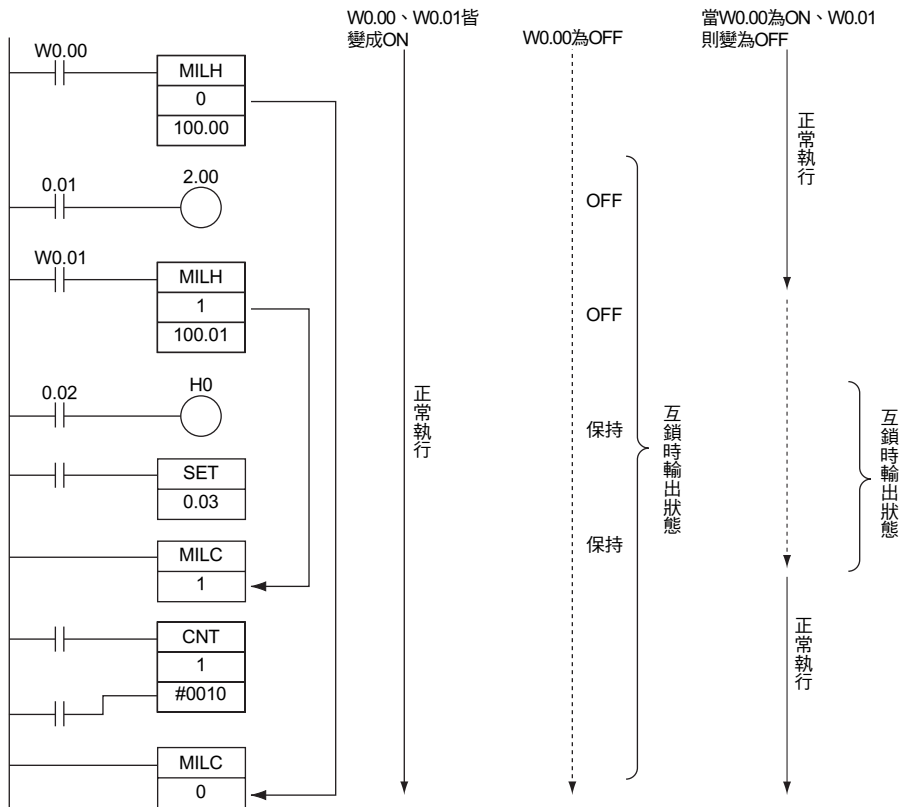 W0.00、W0.01皆
變成ON
W0.00為OFF
當W0.00為ON、W0.01
則變為OFF
W0.00
MILH
0
100.00
0.01
2.00
W0.01
MILH
1
100.01
0.02
H0
SET
0.03
MILC
1
CNT
1
#0010
MILC
0
正常執行
OFF
OFF
保持
保持
互鎖時輸出狀態
正常執行
互鎖時輸出狀態
正常執行